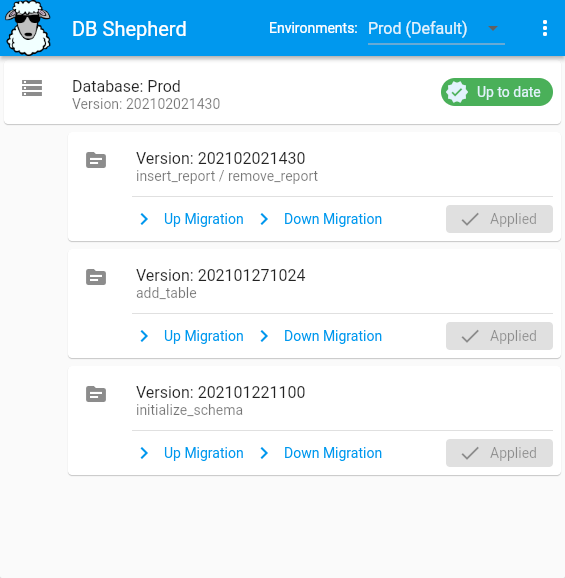 DB Shepherd
Environments: Prod (Default)
Database: Prod
Version: 202102021430
Up to date
Version: 202102021430
insert_report / remove_report
Up Migration Down Migration Applied
Version: 202101271024
add_table
Up Migration Down Migration Applied
Version: 202101221100
initialize_schema
Up Migration Down Migration Applied